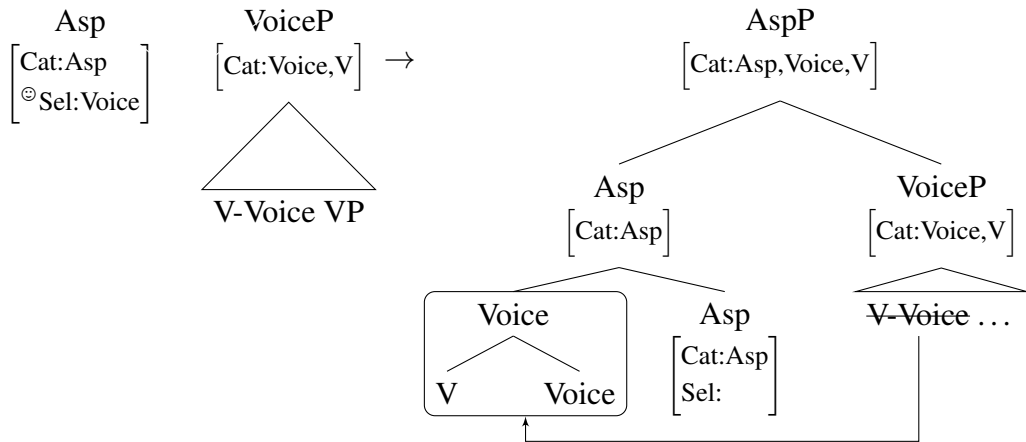 Asp VoiceP AspP
[Cat:Asp ☺Sel:Voice] [Cat:Voice,V] → [Cat:Asp,Voice,V]
V-Voice VP
Asp VoiceP
[Cat:Asp] [Cat:Voice,V]
Voice Asp V-Voice …
[Cat:Asp Sel:]
V Voice